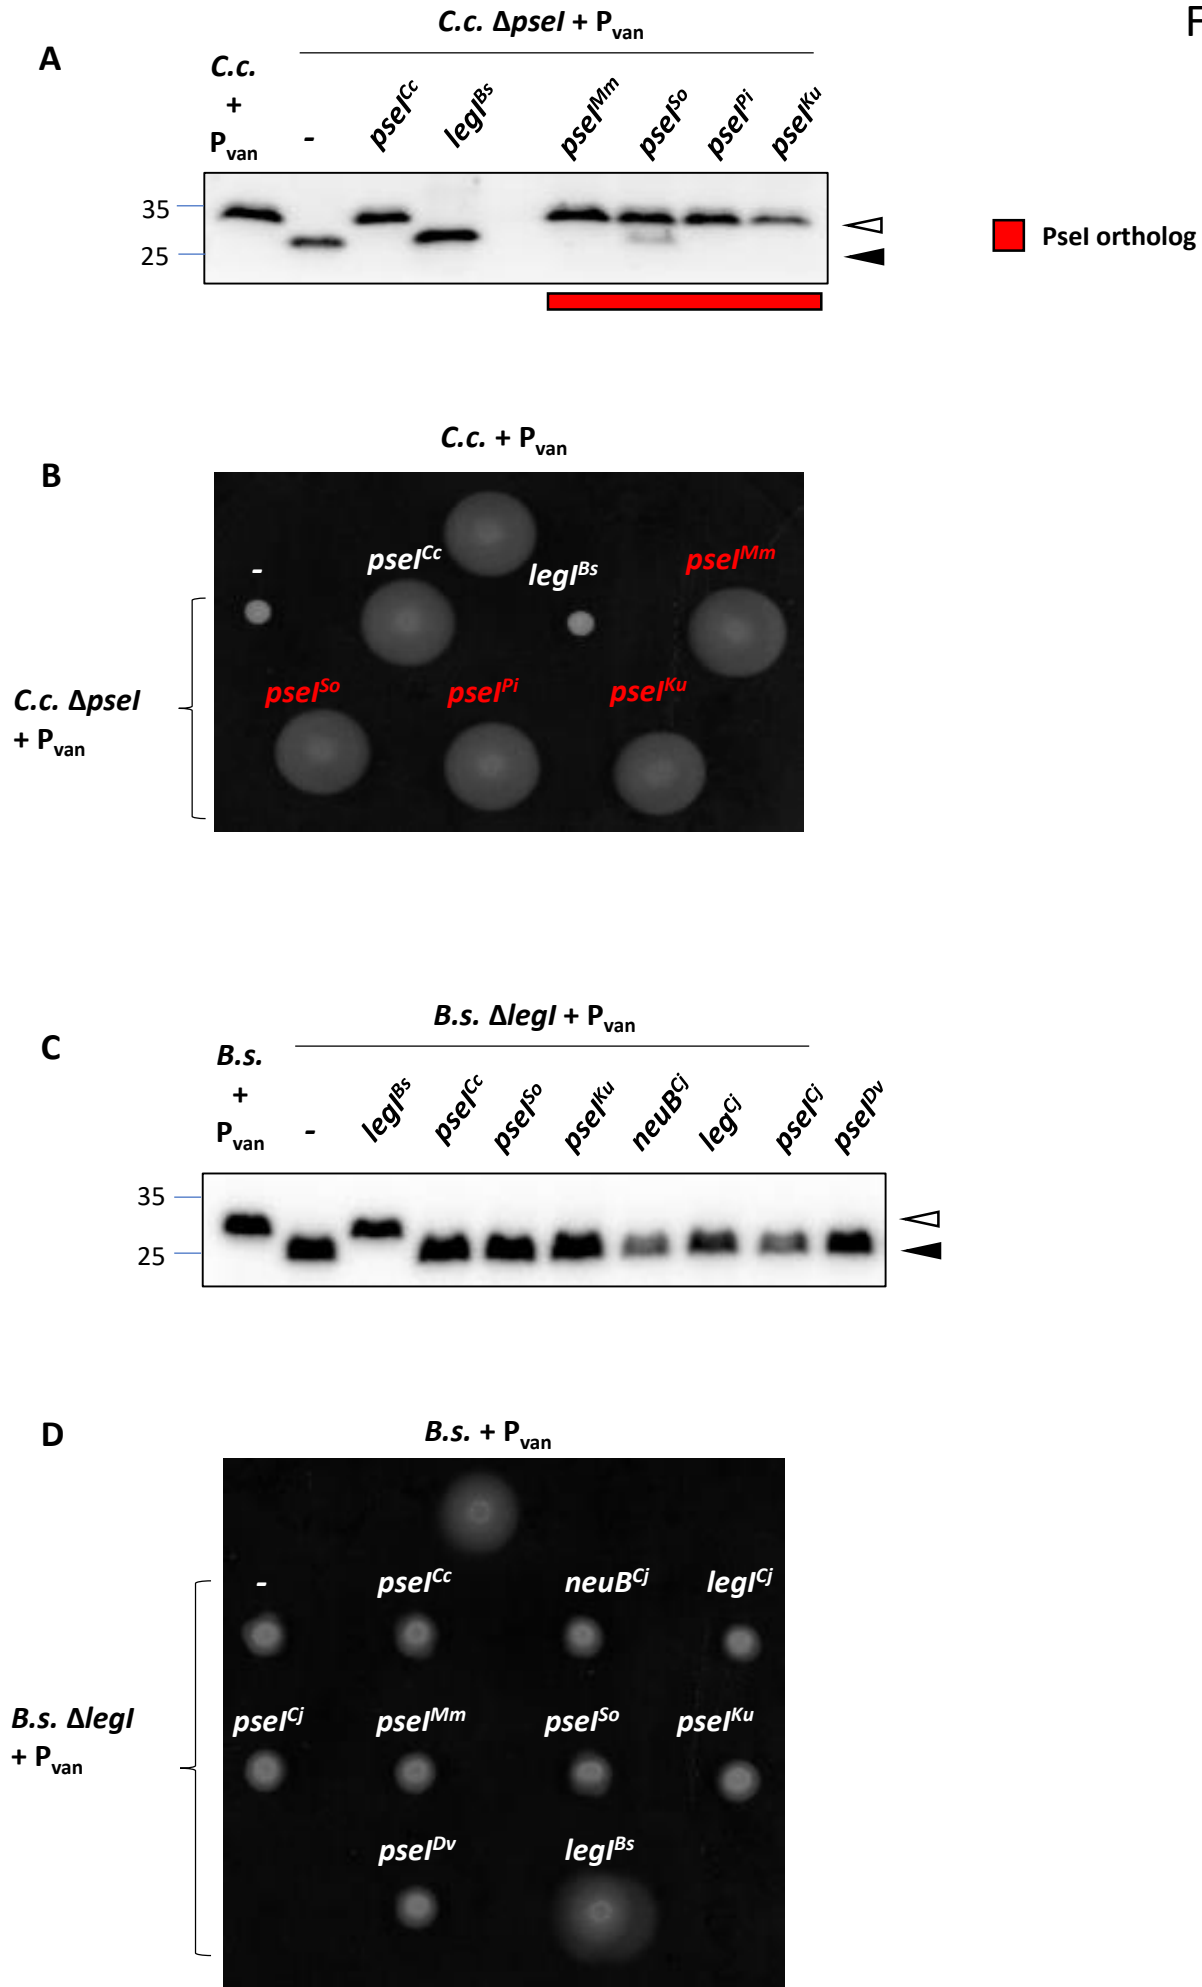 F
C.c. ΔpseI + Pvan
A
C.c.
+
Pvan
-
pseICc
legIBs
pseIMm
pseISo
pseIPi
pseIKu
35
25
PseI ortholog
C.c. + Pvan
B
-
pseICc
legIBs
pseIMm
C.c. ΔpseI
+ Pvan
pseISo
pseIPi
pseIKu
B.s. ΔlegI + Pvan
C
B.s.
+
Pvan
-
legIBs
pseICc
pseISo
pseIKu
neuBCj
legCj
pseICj
pseIDv
35
25
D
B.s. + Pvan
-
pseICc
neuBCj
legICj
B.s. ΔlegI
+ Pvan
pseICj
pseIMm
pseISo
pseIKu
pseIDv
legIBs